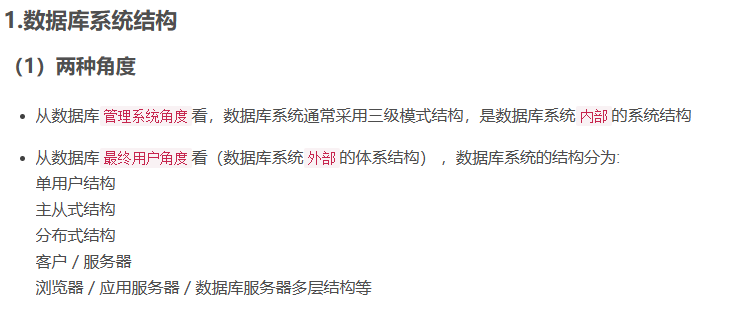 1.数据库系统结构
（1）两种角度
从数据库管理系统角度看，数据库系统通常采用三级模式结构，是数据库系统内部的系统结构
从数据库最终用户角度看（数据库系统外部的体系结构），数据库系统的结构分为:
单用户结构
主从式结构
分布式结构
客户 / 服务器
浏览器 / 应用服务器 / 数据库服务器多层结构等